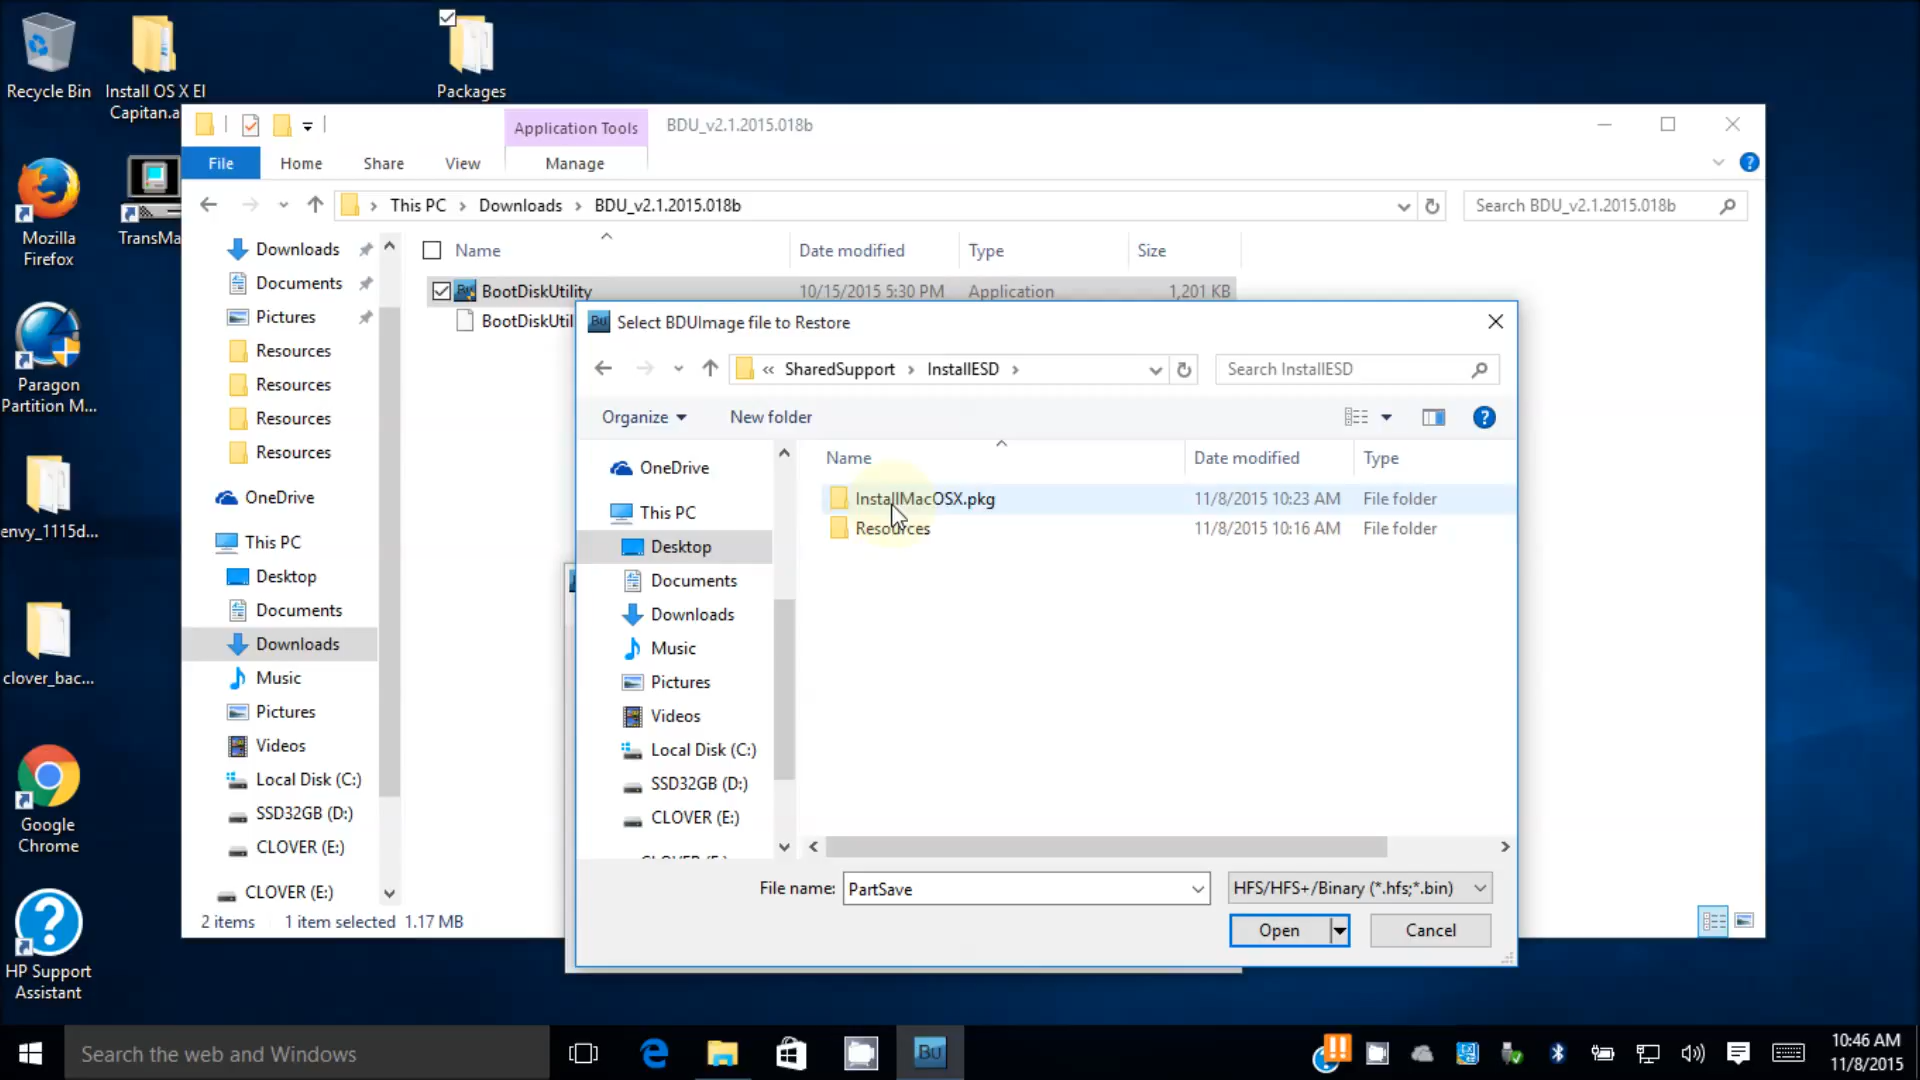 Recycle Bin
Install OS X El
Capitan.a
Packages
Mozilla
Firefox
TransMa
Paragon
Partition M...
envy_1115d...
clover_bac...
Google
Chrome
HP Support
Assistant
Application Tools
BDU_v2.1.2015.018b
File
Home
Share
View
Manage
This PC
Downloads
BDU_v2.1.2015.018b
Search BDU_v2.1.2015.018b
Downloads
Documents
Pictures
Resources
Resources
Resources
Resources
OneDrive
This PC
Desktop
Documents
Downloads
Music
Pictures
Videos
Local Disk (C:)
SSD32GB (D:)
CLOVER (E:)
CLOVER (E:)
Name
Date modified
Type
Size
BootDiskUtility
10/15/2015 5:30 PM
Application
1,201 KB
BootDiskUtil
2 items
1 item selected 1.17 MB
Select BDUImage file to Restore
« SharedSupport
InstallESD
Search InstallESD
Organize
New folder
OneDrive
This PC
Desktop
Documents
Downloads
Music
Pictures
Videos
Local Disk (C:)
SSD32GB (D:)
CLOVER (E:)
Name
Date modified
Type
InstallMacOSX.pkg
11/8/2015 10:23 AM
File folder
Resources
11/8/2015 10:16 AM
File folder
File name:
PartSave
HFS/HFS+/Binary (*.hfs;*.bin)
Open
Cancel
Search the web and Windows
Bu
10:46 AM
11/8/2015